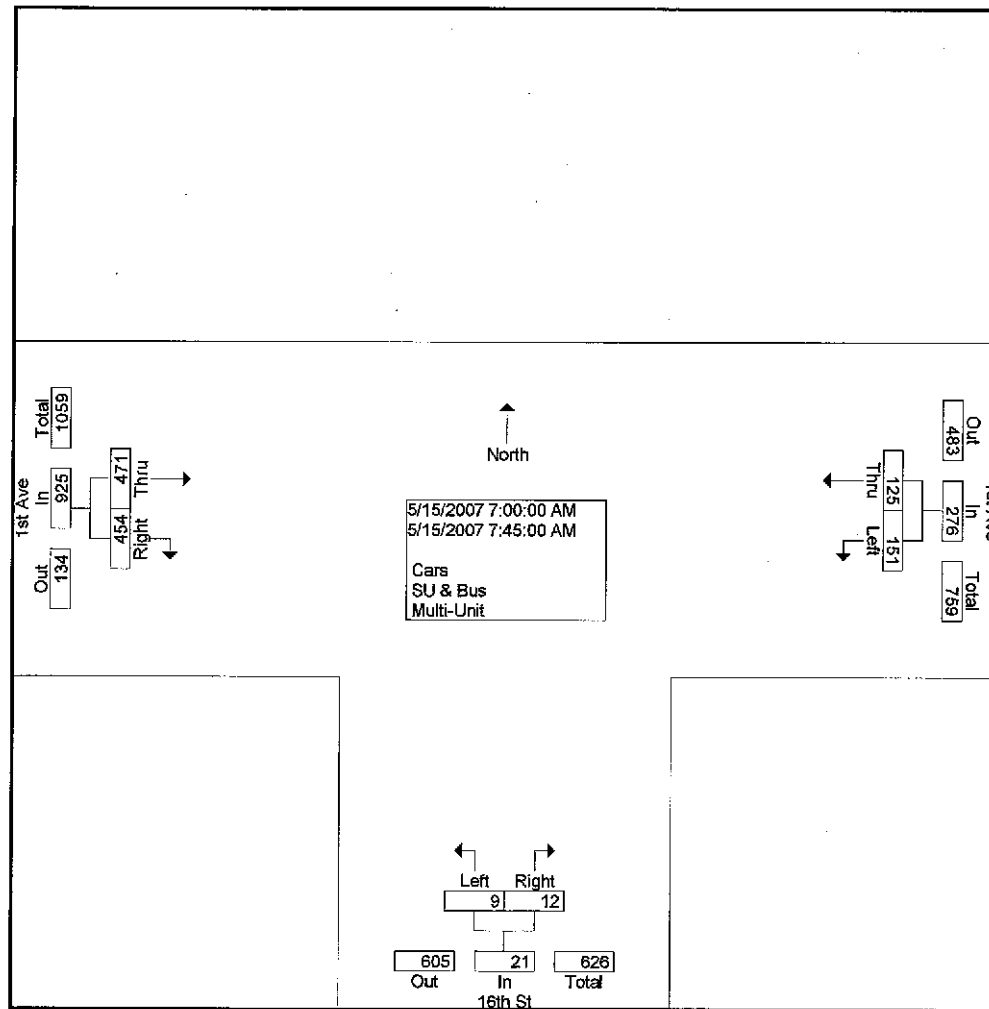 Total 1059
1st Ave In 925
Out 134
471 Thru
454 Right
North
5/15/2007 7:00:00 AM
5/15/2007 7:45:00 AM
Cars
SU & Bus
Multi-Unit
125 Thru
151 Left
Out 483
In 276
Total 759
Left Right
9 12
605 21 626
Out In Total
16th St